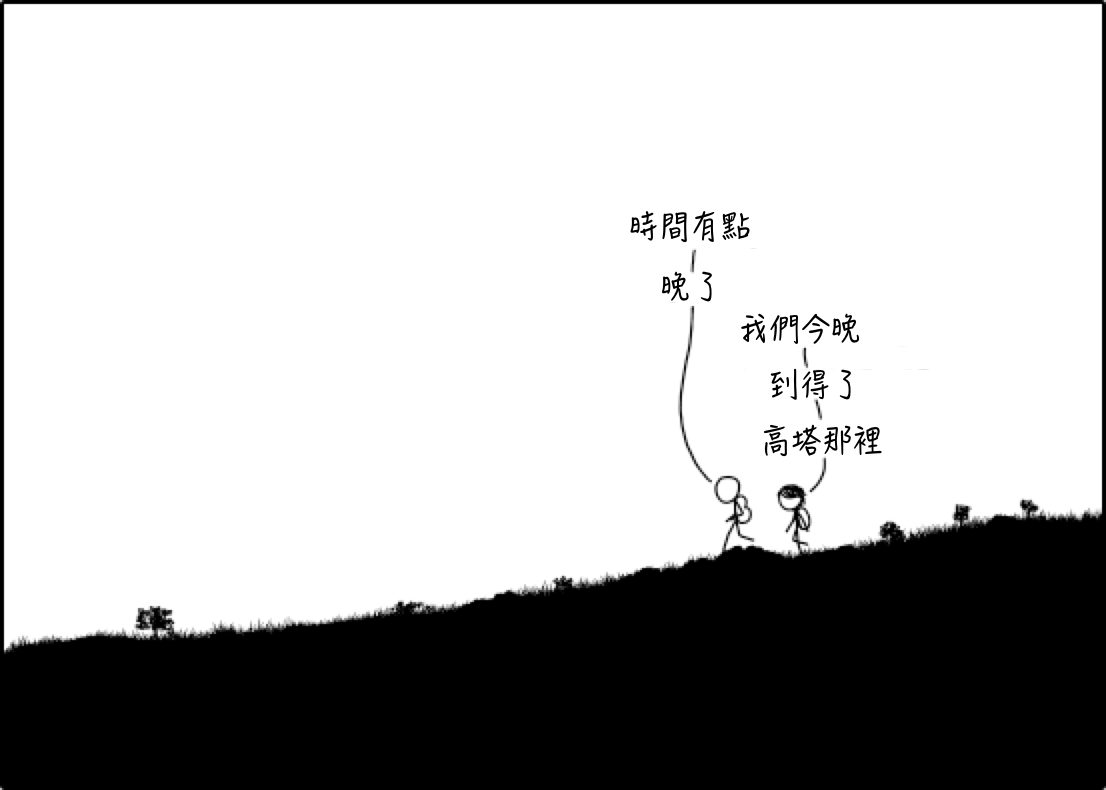 時間有點
晚了
我們今晚
到得了
高塔那裡